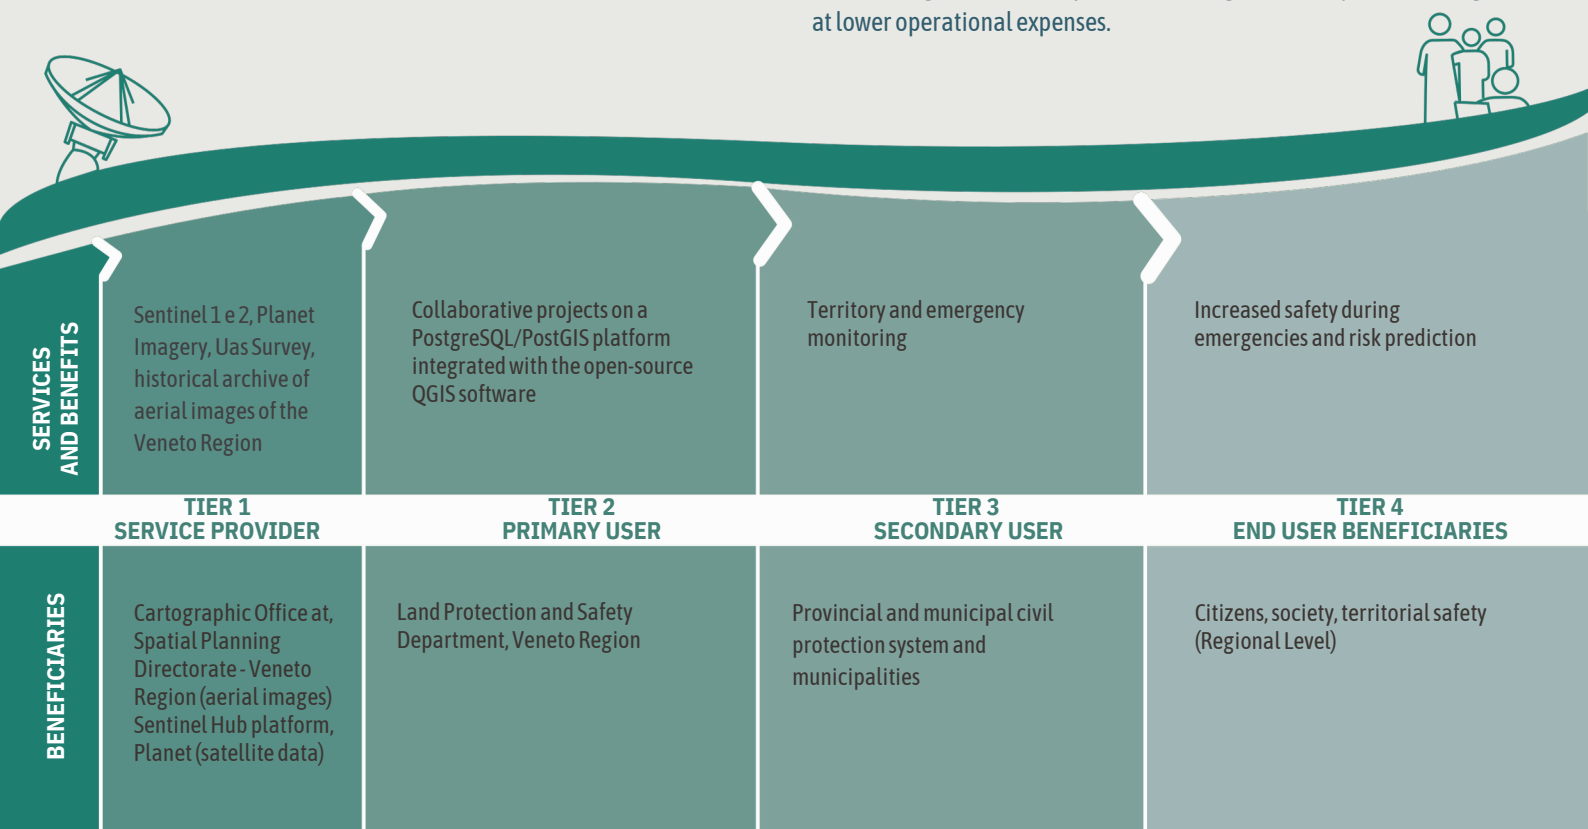 at lower operational expenses.
SERVICES
AND BENEFITS
Sentinel 1 e 2, Planet
Imagery, Uas Survey,
historical archive of
aerial images of the
Veneto Region
Collaborative projects on a
PostgreSQL/PostGIS platform
integrated with the open-source
QGIS software
Territory and emergency
monitoring
Increased safety during
emergencies and risk prediction
TIER 1
SERVICE PROVIDER
TIER 2
PRIMARY USER
TIER 3
SECONDARY USER
TIER 4
END USER BENEFICIARIES
BENEFICIARIES
Cartographic Office at,
Spatial Planning
Directorate - Veneto
Region (aerial images)
Sentinel Hub platform,
Planet (satellite data)
Land Protection and Safety
Department, Veneto Region
Provincial and municipal civil
protection system and
municipalities
Citizens, society, territorial safety
(Regional Level)